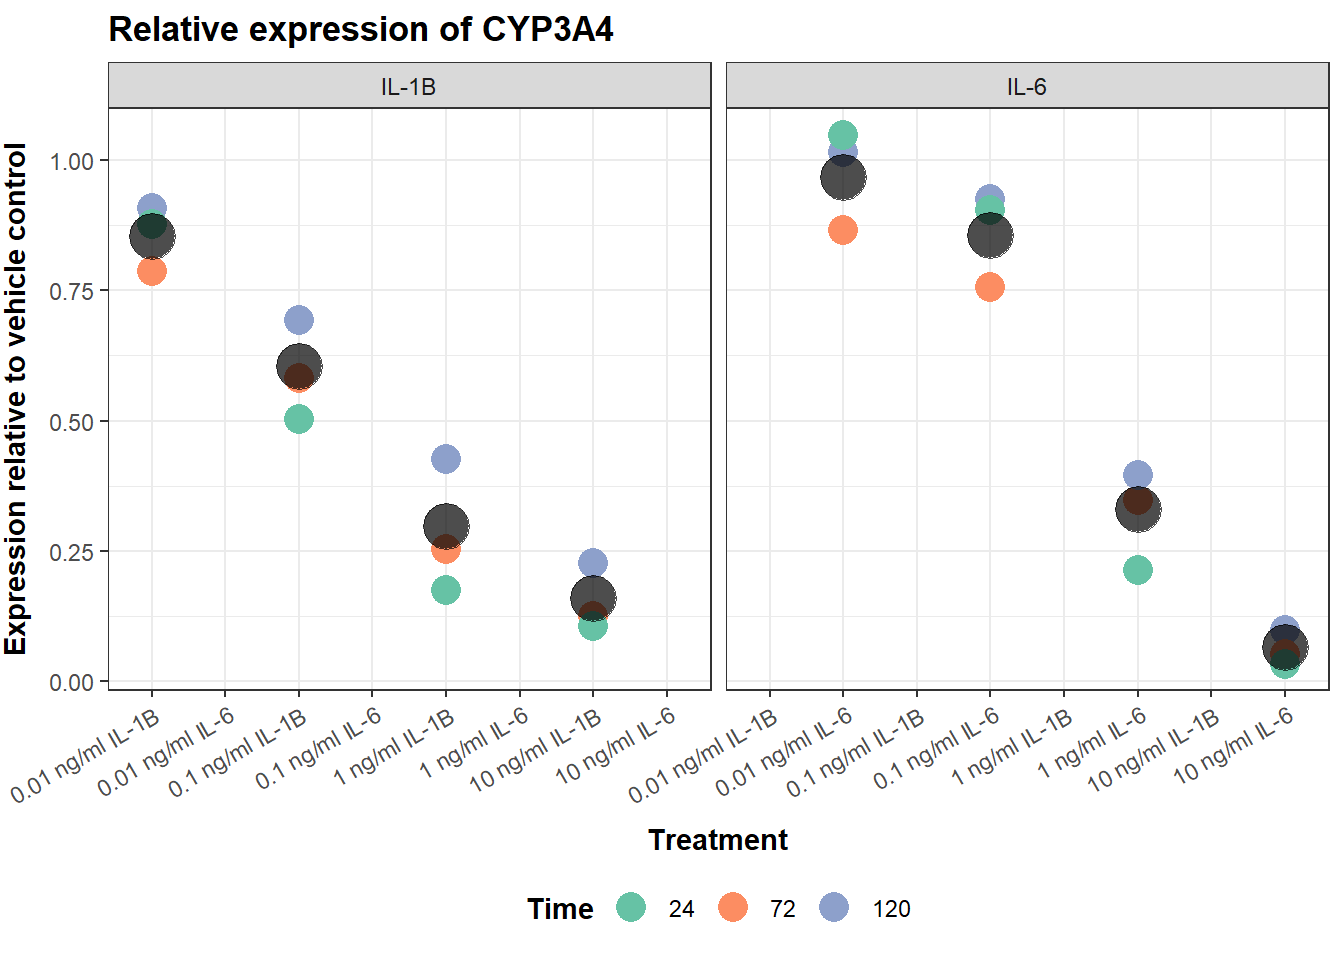 Relative expression of CYP3A4
IL-1B
IL-6
Expression relative to vehicle control
1.00
0.75
0.50
0.25
0.00
0.01 ng/ml IL-1B
0.01 ng/ml IL-6
0.1 ng/ml IL-1B
0.1 ng/ml IL-6
1 ng/ml IL-1B
1 ng/ml IL-6
10 ng/ml IL-1B
10 ng/ml IL-6
0.01 ng/ml IL-1B
0.01 ng/ml IL-6
0.1 ng/ml IL-1B
0.1 ng/ml IL-6
1 ng/ml IL-1B
1 ng/ml IL-6
10 ng/ml IL-1B
10 ng/ml IL-6
Treatment
Time 24 72 120